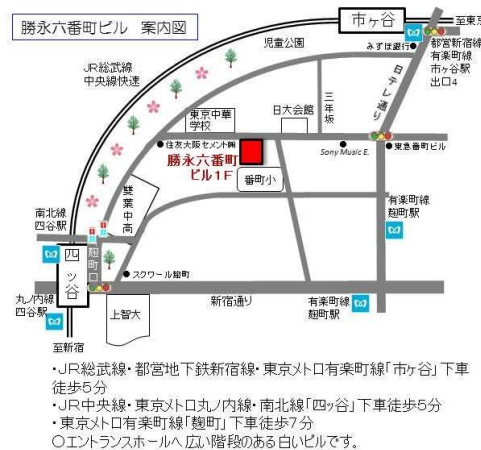 勝永六番町ビル 案内図
市ヶ谷
至東京
児童公園
みずほ銀行
都営新宿線
有楽町線
市ヶ谷駅
出口4
JR総武線
中央線快速
日テレ通り
三年坂
日大会館
東京中華
学校
住友大阪セメント㈱
勝永六番町
ビル1F
Sony Music E.
東急番町ビル
番町小
雙葉中高
有楽町線
麹町駅
南北線
四谷駅
麹町口
四ッ谷
スクワール麹町
丸ノ内線
四谷駅
上智大
新宿通り
有楽町線
麹町駅
至新宿
・JR総武線・都営地下鉄新宿線・東京メトロ有楽町線「市ヶ谷」下車
徒歩5分
・JR中央線・東京メトロ丸ノ内線・南北線「四ッ谷」下車徒歩5分
・東京メトロ有楽町線「麹町」下車徒歩7分
○エントランスホールへ広い階段のある白いビルです。